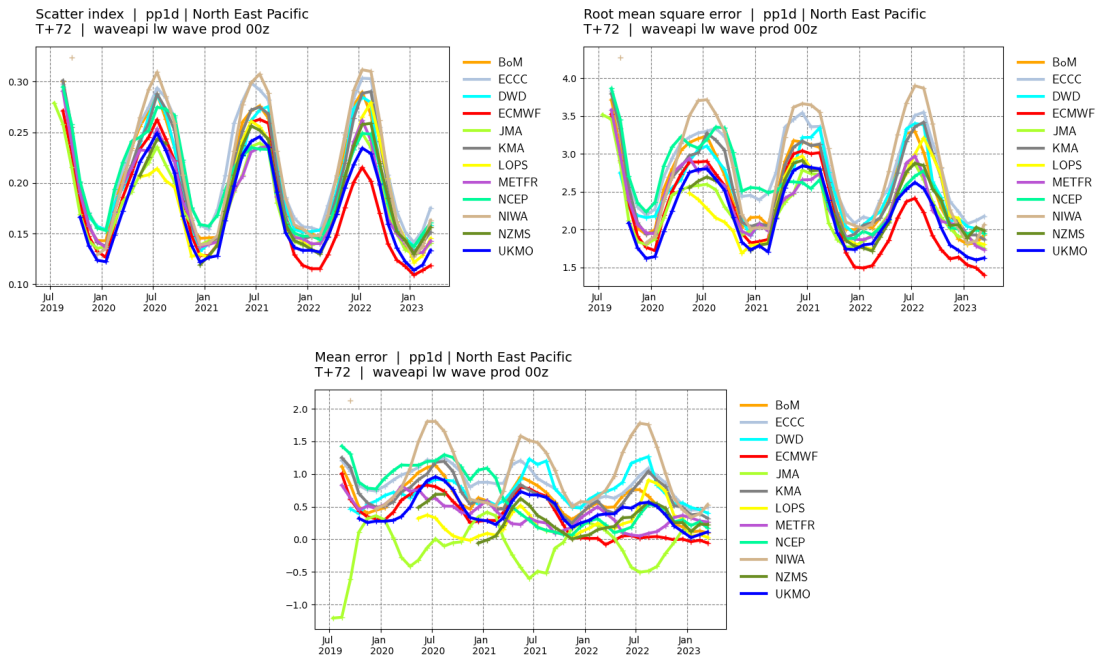 Scatter index | pp1d | North East Pacific
T+72 | waveapi lw wave prod 00z
0.30
0.25
0.20
0.15
0.10
Jul
2019
Jan
2020
Jul
2020
Jan
2021
Jul
2021
Jan
2022
Jul
2022
Jan
2023
BoM
ECCC
DWD
ECMWF
JMA
KMA
LOPS
METFR
NCEP
NIWA
NZMS
UKMO
Root mean square error | pp1d | North East Pacific
T+72 | waveapi lw wave prod 00z
4.0
3.5
3.0
2.5
2.0
1.5
Jul
2019
Jan
2020
Jul
2020
Jan
2021
Jul
2021
Jan
2022
Jul
2022
Jan
2023
BoM
ECCC
DWD
ECMWF
JMA
KMA
LOPS
METFR
NCEP
NIWA
NZMS
UKMO
Mean error | pp1d | North East Pacific
T+72 | waveapi lw wave prod 00z
2.0
1.5
1.0
0.5
0.0
−0.5
−1.0
Jul
2019
Jan
2020
Jul
2020
Jan
2021
Jul
2021
Jan
2022
Jul
2022
Jan
2023
BoM
ECCC
DWD
ECMWF
JMA
KMA
LOPS
METFR
NCEP
NIWA
NZMS
UKMO